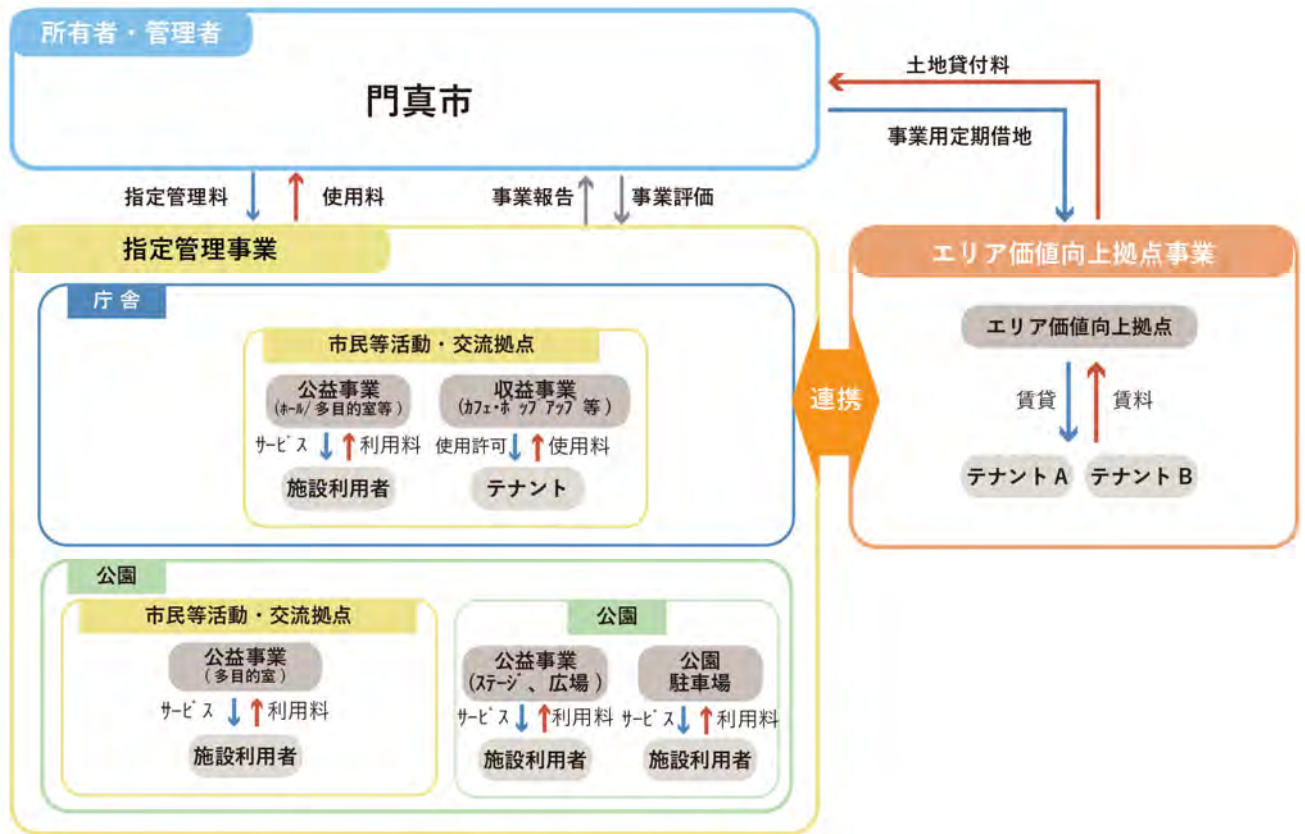 所有者・管理者
門真市
土地貸付料
事業用定期借地
指定管理料
使用料
事業報告
事業評価
指定管理事業
エリア価値向上拠点事業
庁舎
市民等活動・交流拠点
公益事業
(ホール/多目的室等)
収益事業
(カフェ・ポップアップ 等)
サービス
利用料
使用許可
使用料
施設利用者
テナント
連携
エリア価値向上拠点
賃貸
賃料
テナント A
テナント B
公園
市民等活動・交流拠点
公益事業
(多目的室)
サービス
利用料
施設利用者
公園
公益事業
(ステージ、広場)
公園
駐車場
サービス
利用料
サービス
利用料
施設利用者
施設利用者